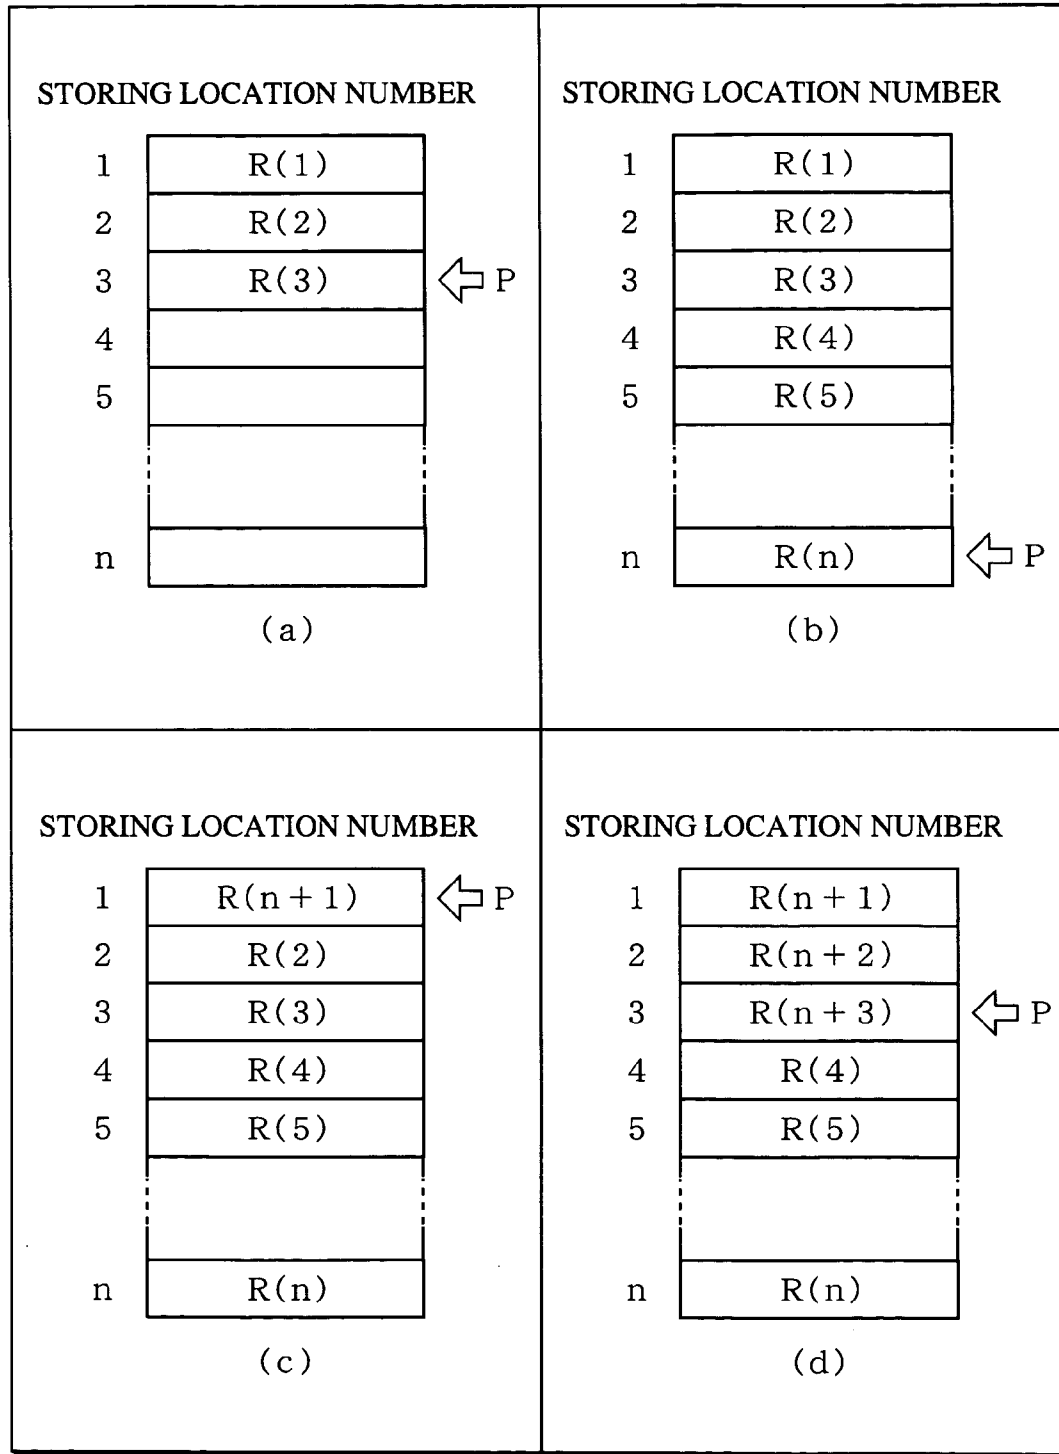 STORING LOCATION NUMBER
1 R(1)
2 R(2)
3 R(3) P
4
5
n
(a)
STORING LOCATION NUMBER
1 R(1)
2 R(2)
3 R(3)
4 R(4)
5 R(5)
n R(n) P
(b)
STORING LOCATION NUMBER
1 R(n+1) P
2 R(2)
3 R(3)
4 R(4)
5 R(5)
n R(n)
(c)
STORING LOCATION NUMBER
1 R(n+1)
2 R(n+2)
3 R(n+3) P
4 R(4)
5 R(5)
n R(n)
(d)